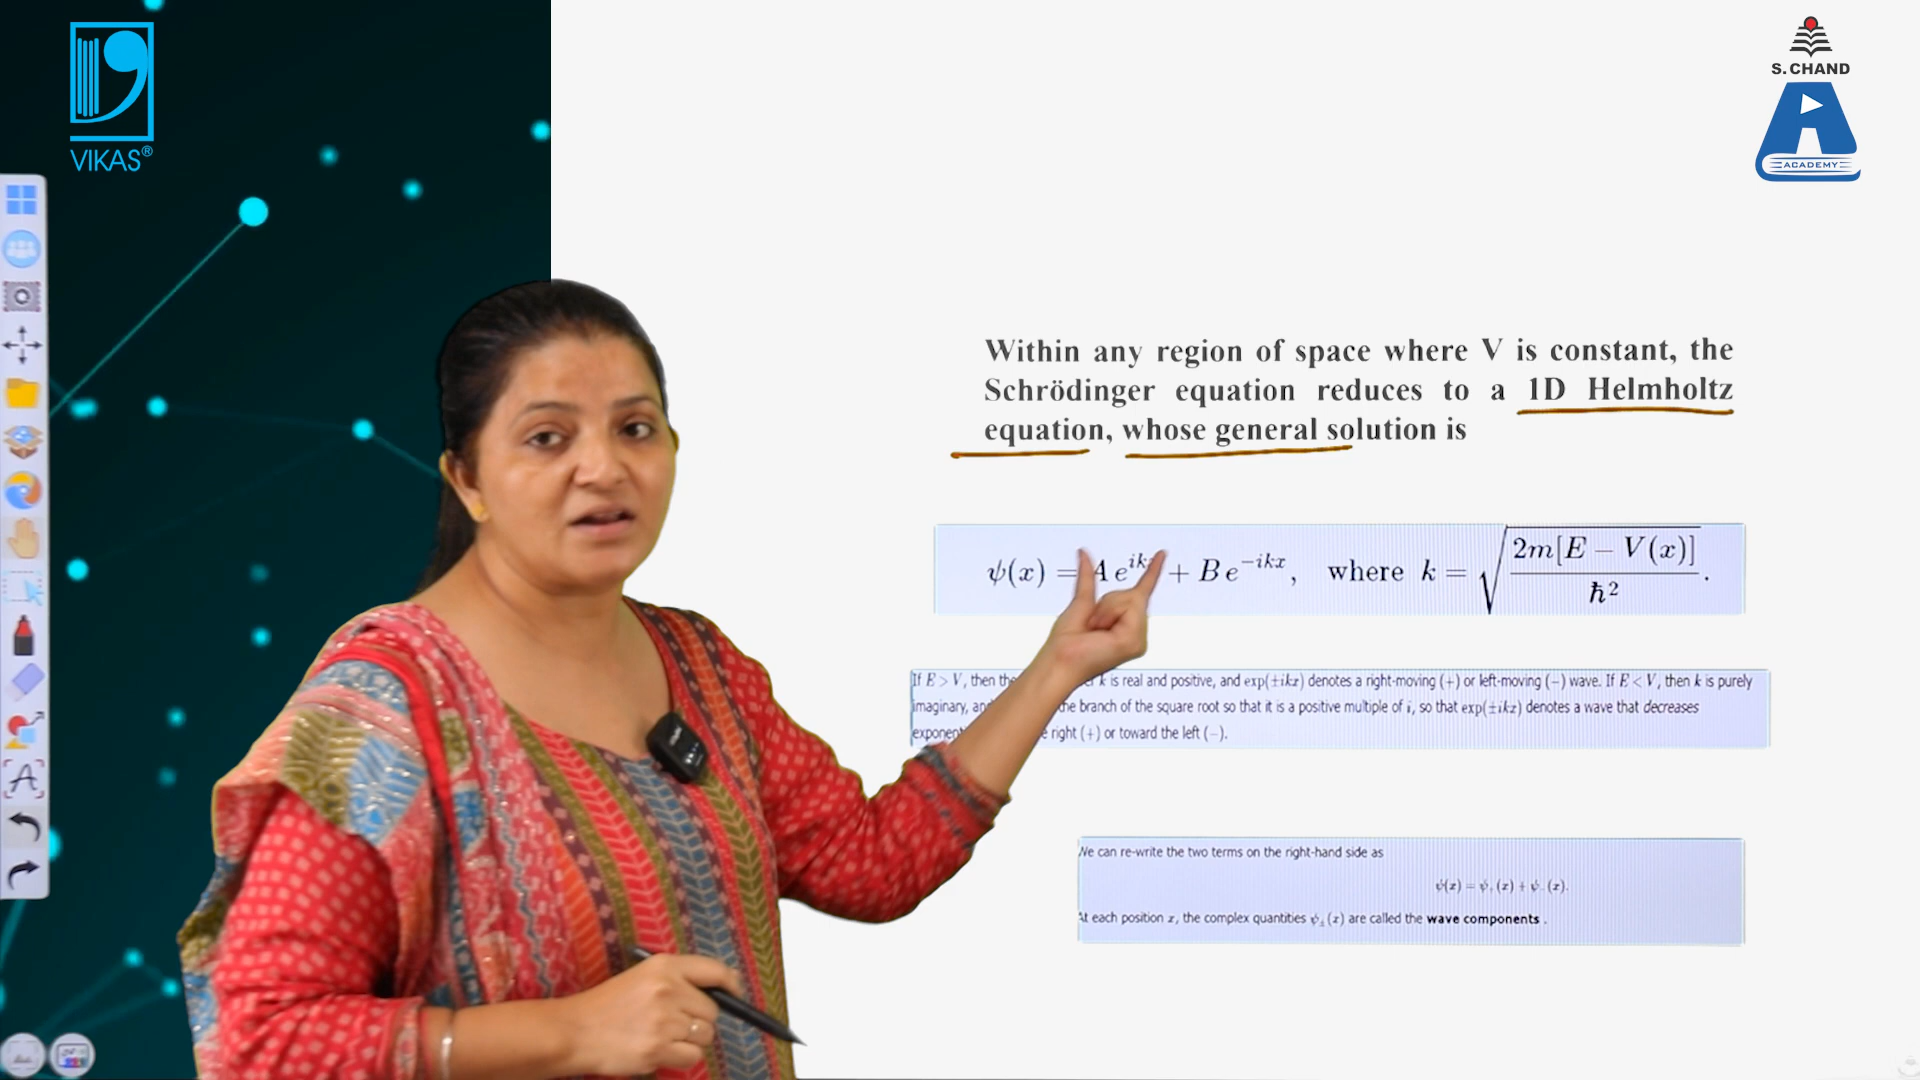 VIKAS®
S. CHAND
ACADEMY
Within any region of space where V is constant, the
Schrödinger equation reduces to a 1D Helmholtz
equation, whose general solution is
ψ(x) = A e^{ik} + B e^{-ikx}, where k = √(2m[E − V(x)] / ħ²).
If E > V, then the k is real and positive, and exp(±ikx) denotes a right-moving (+) or left-moving (−) wave. If E < V, then k is purely
imaginary, the branch of the square root so that it is a positive multiple of i, so that exp(±ikx) denotes a wave that decreases
right (+) or toward the left (−).
We can re-write the two terms on the right-hand side as
ψ(x) = ψ₊(x) + ψ₋(x).
At each position x, the complex quantities ψ±(x) are called the wave components .